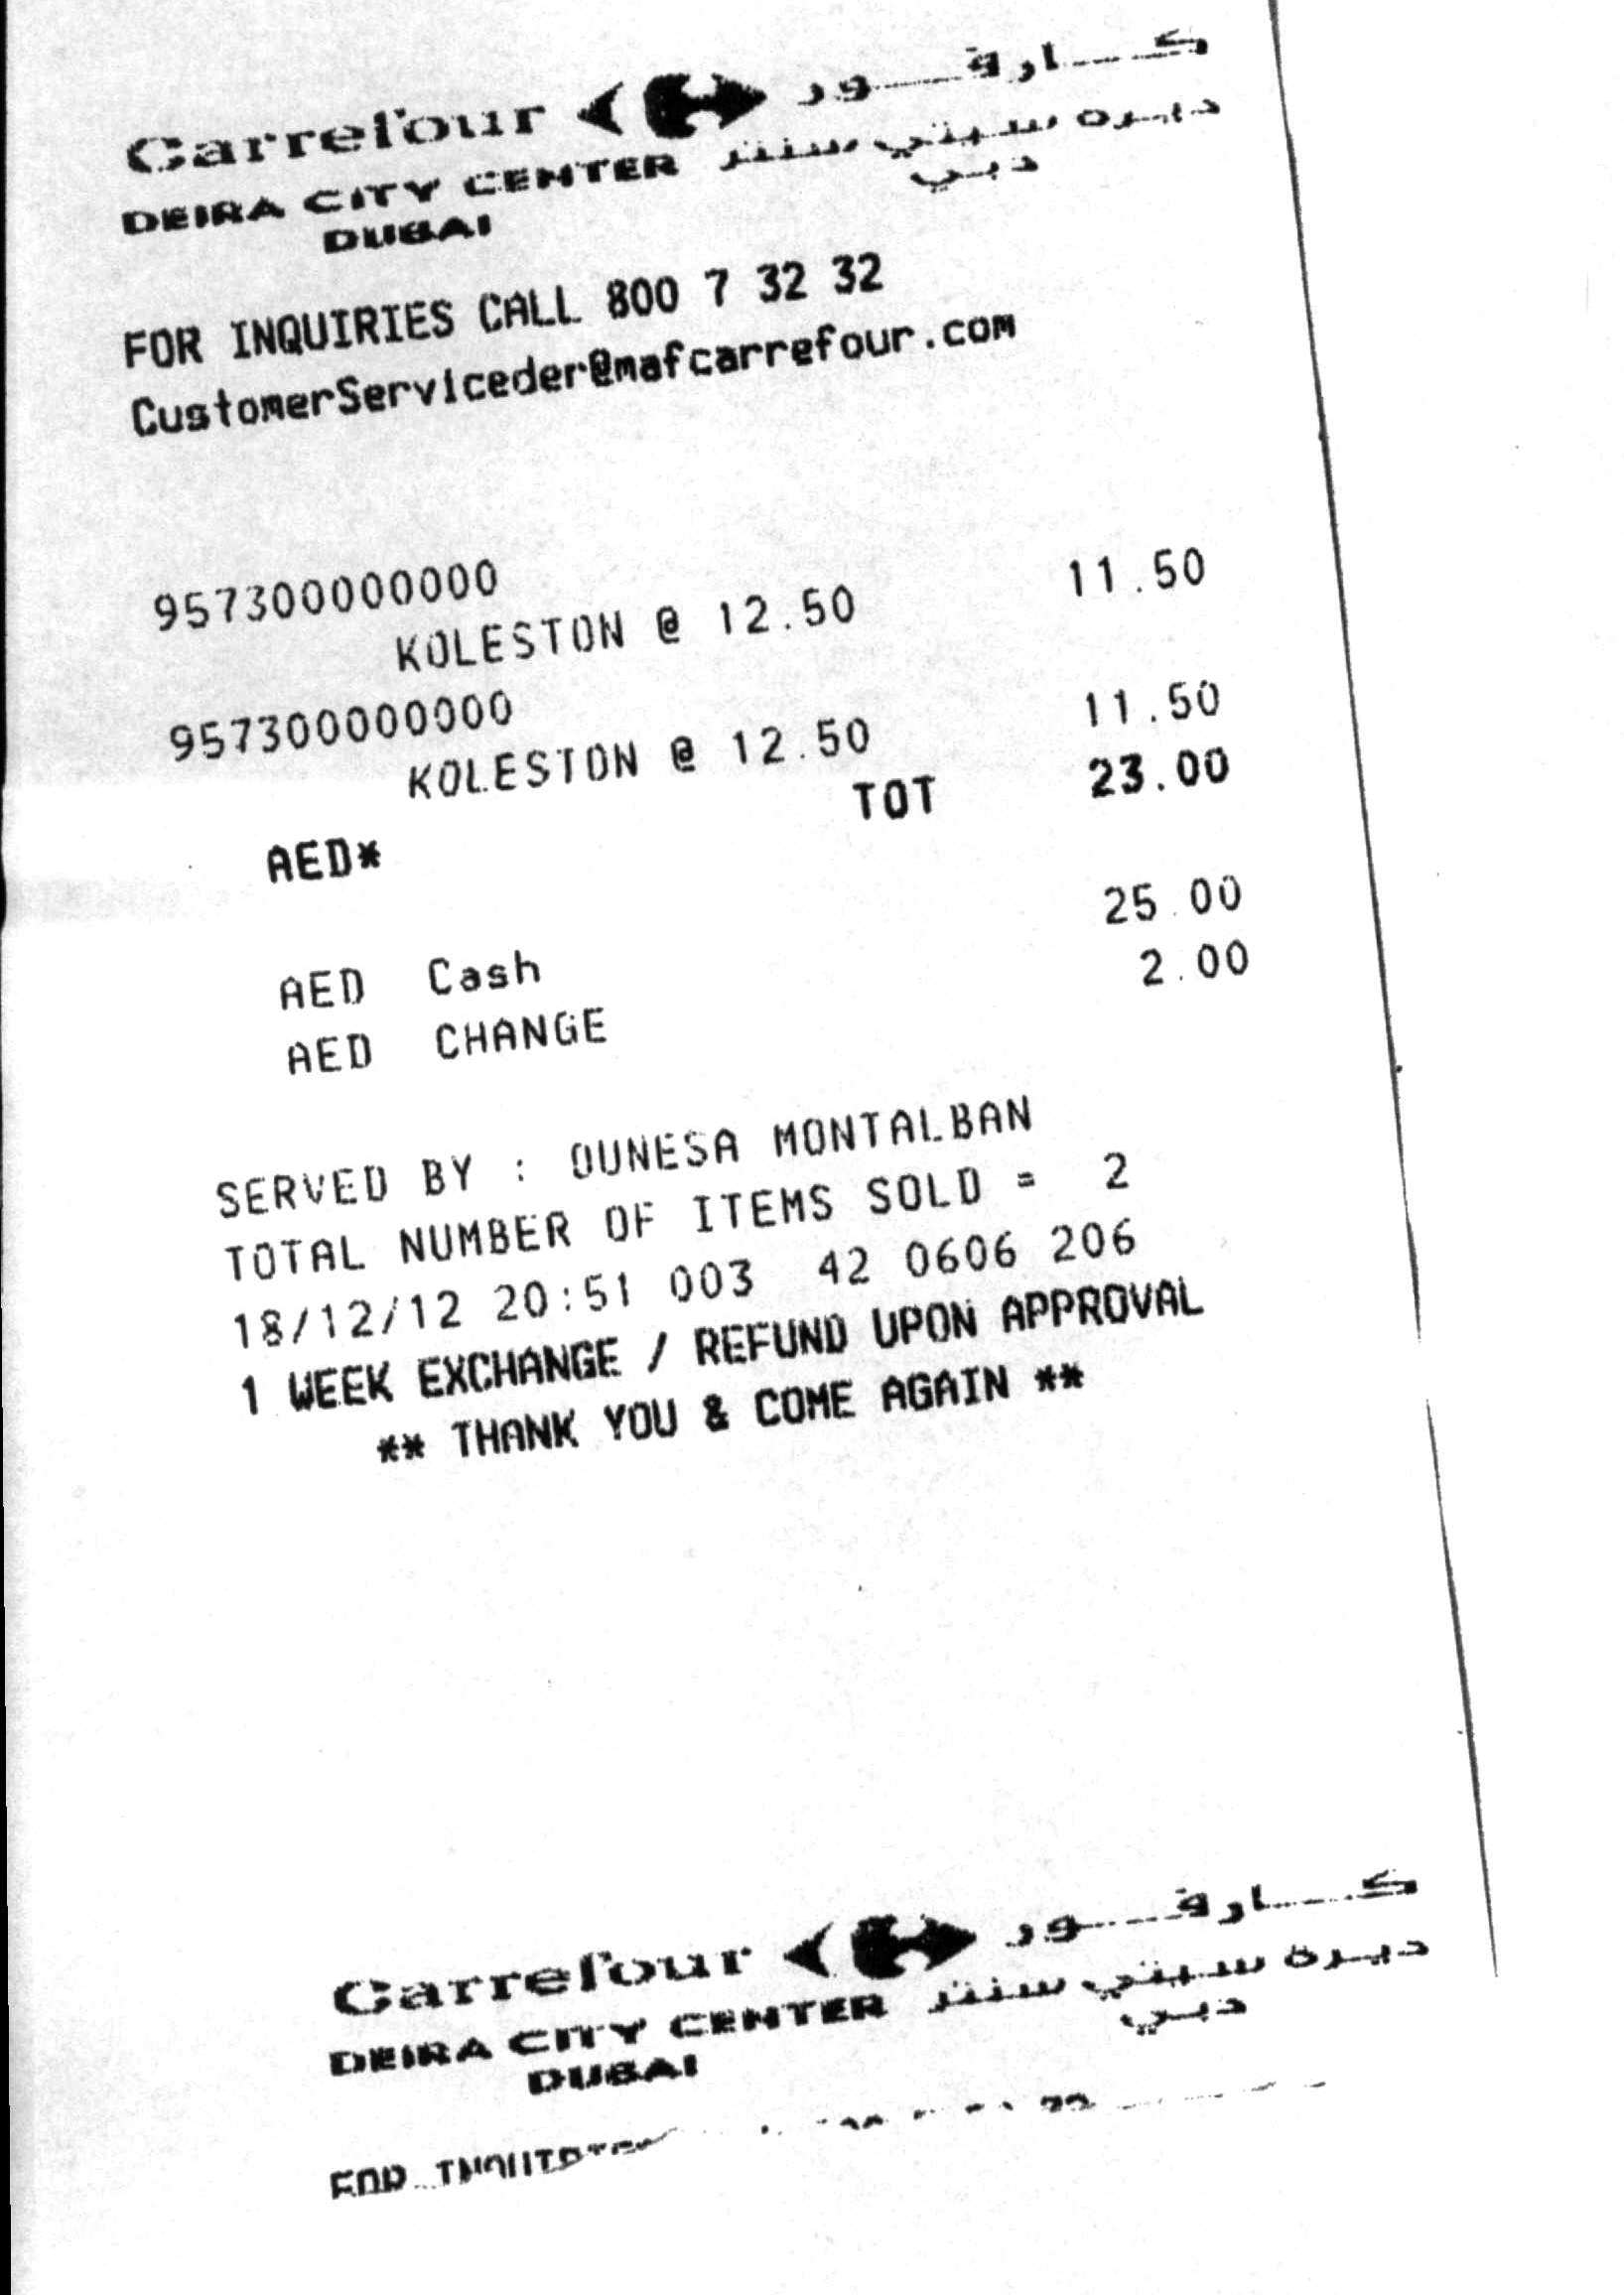 Carrefour كارفور
DEIRA CITY CENTER ديره سيتي سنتر
DUBAI دبي
FOR INQUIRIES CALL 800 7 32 32
CustomerServiceder@mafcarrefour.com
957300000000 11.50
KOLESTON @ 12.50
957300000000 11.50
KOLESTON @ 12.50
TOT 23.00
AED*
25.00
AED Cash 2.00
AED CHANGE
SERVED BY : OUNESA MONTALBAN
TOTAL NUMBER OF ITEMS SOLD = 2
18/12/12 20:51 003 42 0606 206
1 WEEK EXCHANGE / REFUND UPON APPROVAL
** THANK YOU & COME AGAIN **
Carrefour كارفور
DEIRA CITY CENTER ديرة سيتي سنتر
DUBAI دبي
FOR